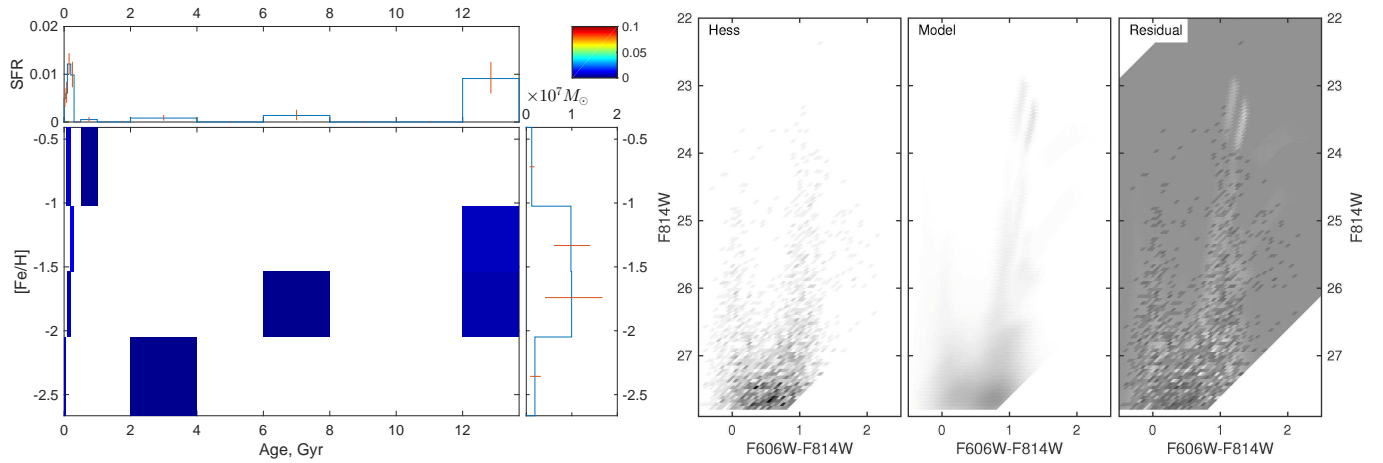 0 2 4 6 8 10 12
0.02
0.01
0
SFR
0.1
0.05
0
×10⁷M⊙
0 1 2
-0.5
-1
-1.5
-2
-2.5
[Fe/H]
0 2 4 6 8 10 12
Age, Gyr
-0.5
-1
-1.5
-2
-2.5
22
23
24
25
26
27
F814W
Hess
Model
Residual
0 1 2
F606W-F814W
0 1 2
F606W-F814W
0 1 2
F606W-F814W
22
23
24
25
26
27
F814W